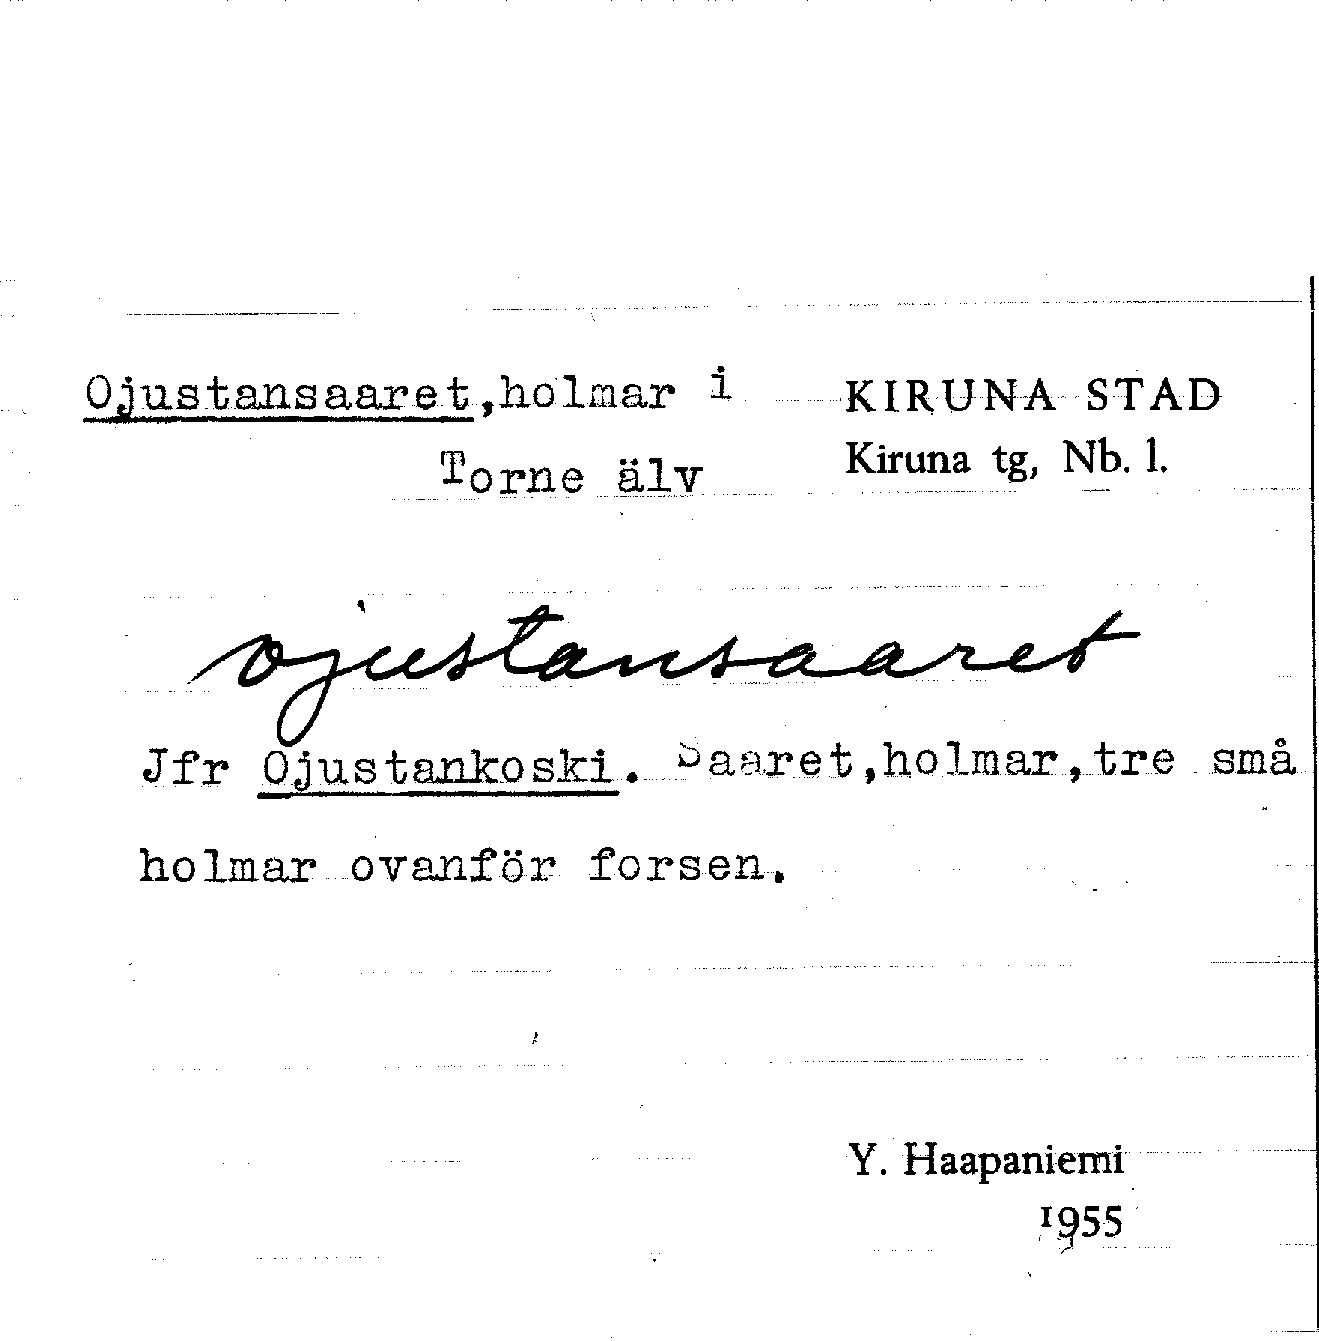 Ojustansaaret,holmar i KIRUNA STAD
Torne älv Kiruna tg, Nb. l.
ojustansaaret
Jfr Ojustankoski. Saaret,holmar,tre små
holmar ovanför forsen.
Y. Haapaniemi
1955